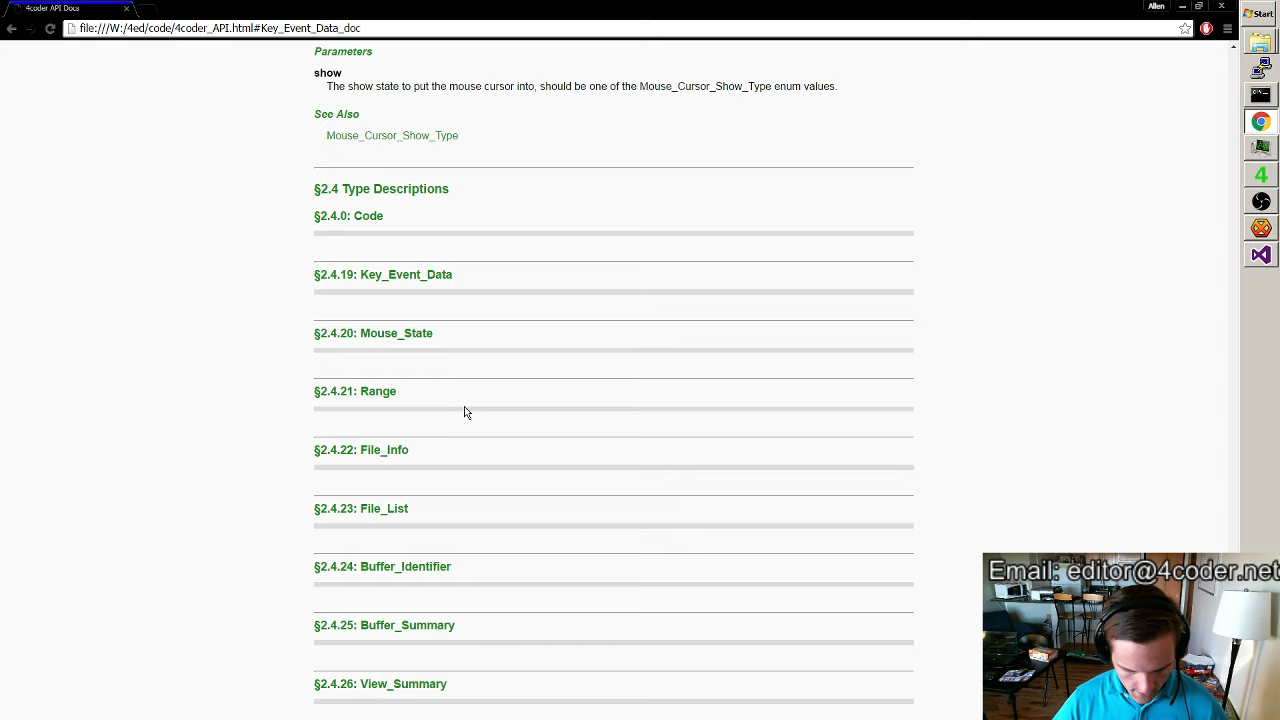 4coder API Docs
Allen
file:///W:/4ed/code/4coder_API.html#Key_Event_Data_doc
Start
Parameters
show
The show state to put the mouse cursor into, should be one of the Mouse_Cursor_Show_Type enum values.
See Also
Mouse_Cursor_Show_Type
§2.4 Type Descriptions
§2.4.0: Code
§2.4.19: Key_Event_Data
§2.4.20: Mouse_State
§2.4.21: Range
§2.4.22: File_Info
§2.4.23: File_List
§2.4.24: Buffer_Identifier
§2.4.25: Buffer_Summary
§2.4.26: View_Summary
4
Email: editor@4coder.net